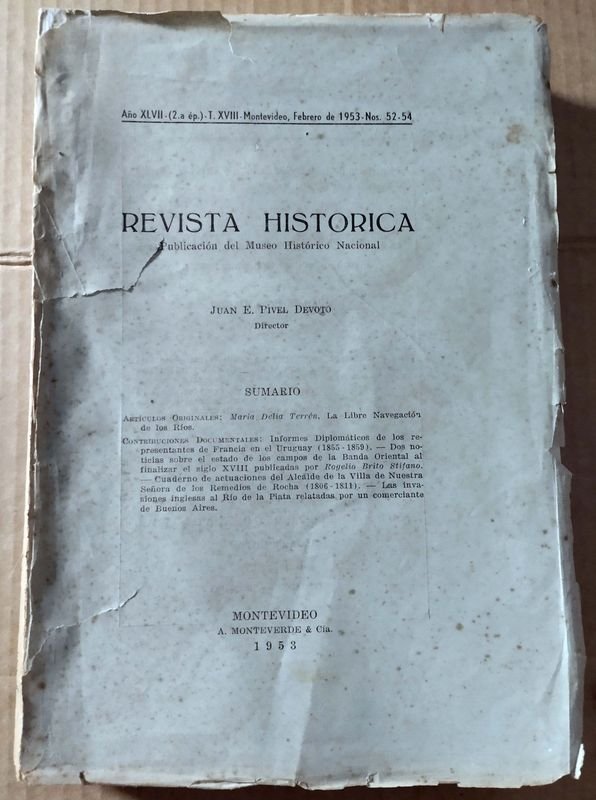 Año XLVII-(2.a ép.)-T. XVIII-Montevideo, Febrero de 1953-Nos. 52-54
REVISTA HISTORICA
Publicación del Museo Histórico Nacional
JUAN E. PIVEL DEVOTO
Director
SUMARIO
ARTÍCULOS ORIGINALES: María Delia Terrén, La Libre Navegación
de los Ríos.
CONTRIBUCIONES DOCUMENTALES: Informes Diplomáticos de los re-
presentantes de Francia en el Uruguay (1855-1859). — Dos no-
ticias sobre el estado de los campos de la Banda Oriental al
finalizar el siglo XVIII publicadas por Rogelio Brito Stífano.
— Cuaderno de actuaciones del Alcalde de la Villa de Nuestra
Señora de los Remedios de Rocha (1806-1811). — Las inva-
siones inglesas al Río de la Plata relatadas por un comerciante
de Buenos Aires.
MONTEVIDEO
A. MONTEVERDE & Cía.
1953